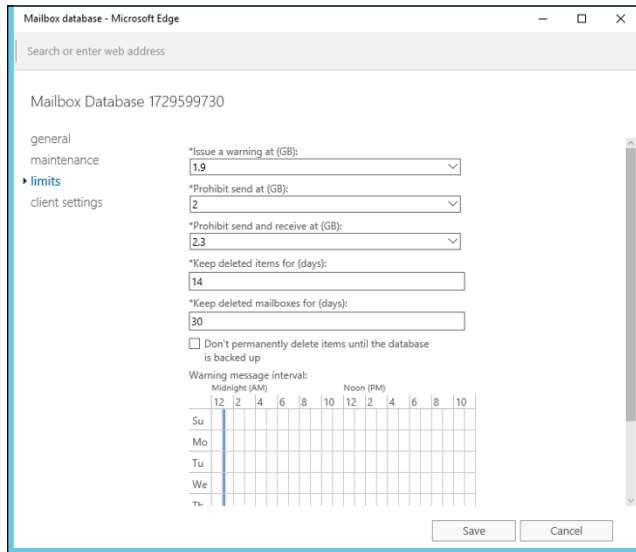 Mailbox database - Microsoft Edge
Search or enter web address
Mailbox Database 1729599730
general
maintenance
limits
client settings
*Issue a warning at (GB):
1.9
*Prohibit send at (GB):
2
*Prohibit send and receive at (GB):
2.3
*Keep deleted items for (days):
14
*Keep deleted mailboxes for (days):
30
Don't permanently delete items until the database
is backed up
Warning message interval:
Midnight (AM) Noon (PM)
12 2 4 6 8 10 12 2 4 6 8 10
Su
Mo
Tu
We
Th
Save Cancel